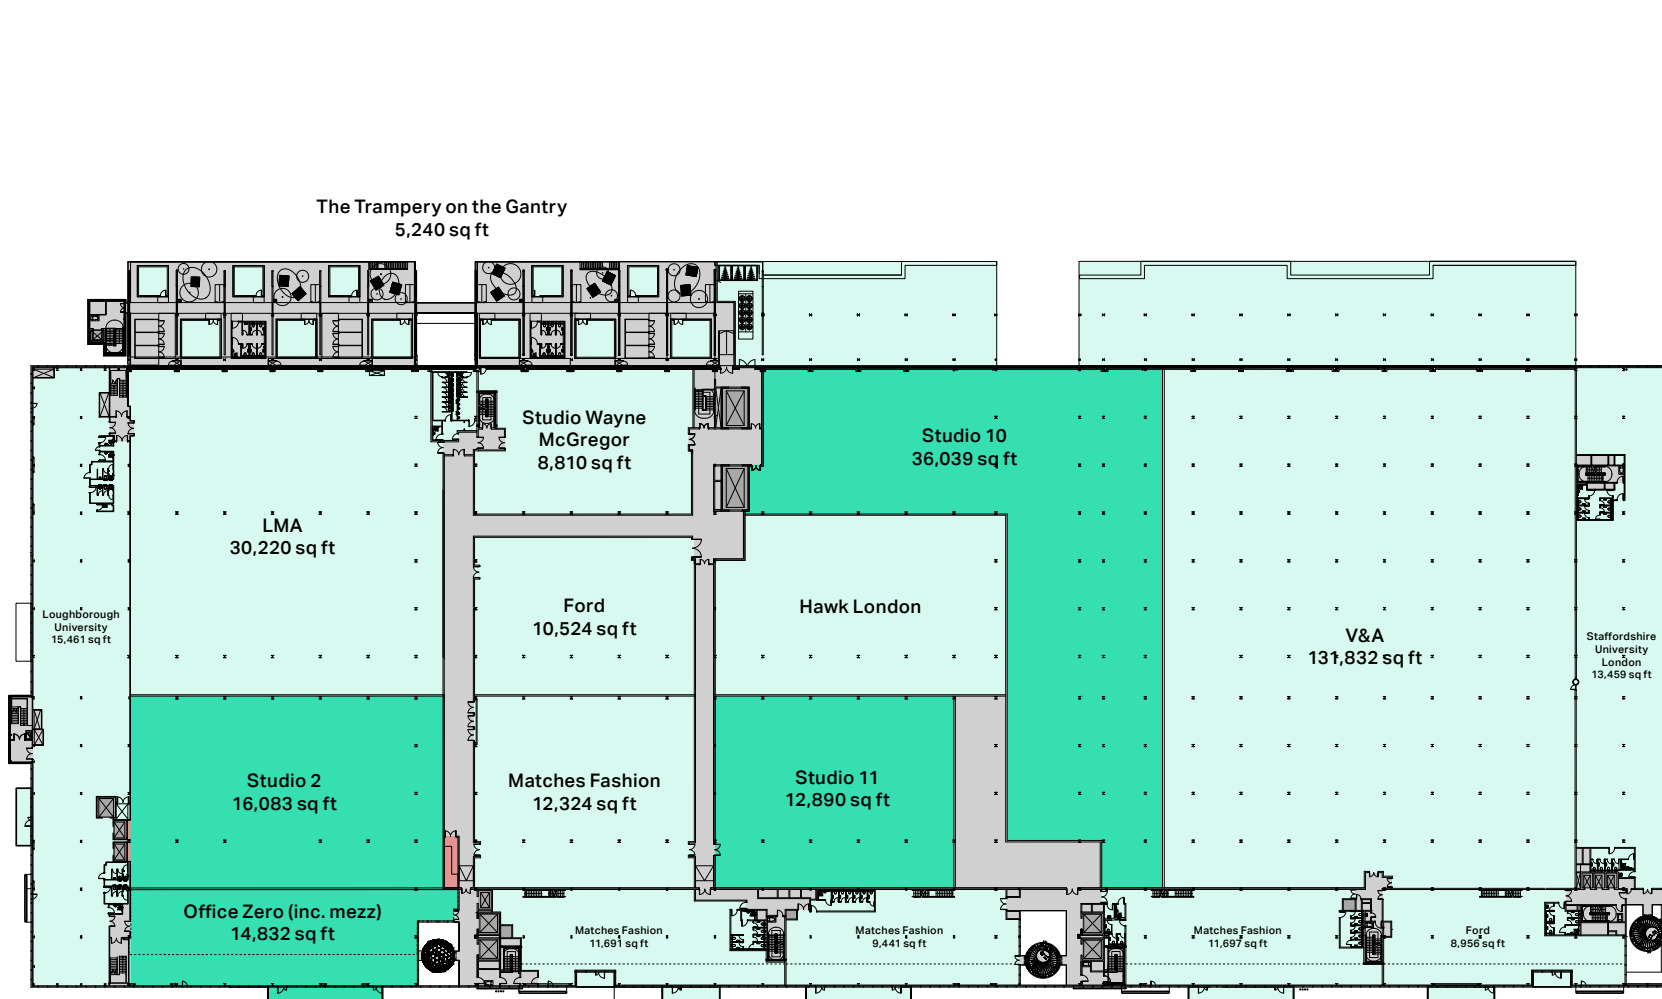 The Trampery on the Gantry
5,240 sq ft
Studio Wayne
McGregor
8,810 sq ft
Studio 10
36,039 sq ft
LMA
30,220 sq ft
Loughborough
University
15,461 sq ft
Ford
10,524 sq ft
Hawk London
V&A
131,832 sq ft
Staffordshire
University
London
13,459 sq ft
Studio 2
16,083 sq ft
Matches Fashion
12,324 sq ft
Studio 11
12,890 sq ft
Office Zero (inc. mezz)
14,832 sq ft
Matches Fashion
11,691 sq ft
Matches Fashion
9,441 sq ft
Matches Fashion
11,697 sq ft
Ford
8,956 sq ft